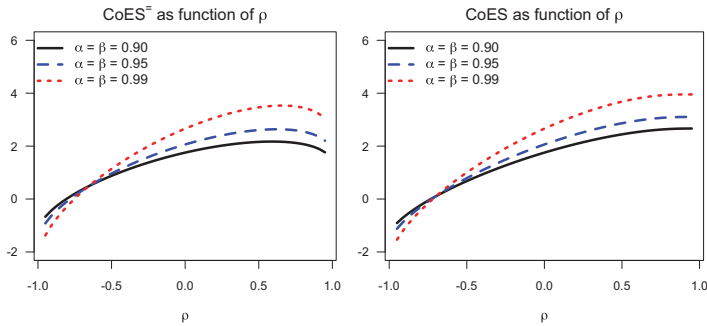 CoES⁼ as function of ρ
6
4
2
0
-2
α = β = 0.90
α = β = 0.95
α = β = 0.99
-1.0 -0.5 0.0 0.5 1.0
ρ
CoES as function of ρ
6
4
2
0
-2
α = β = 0.90
α = β = 0.95
α = β = 0.99
-1.0 -0.5 0.0 0.5 1.0
ρ